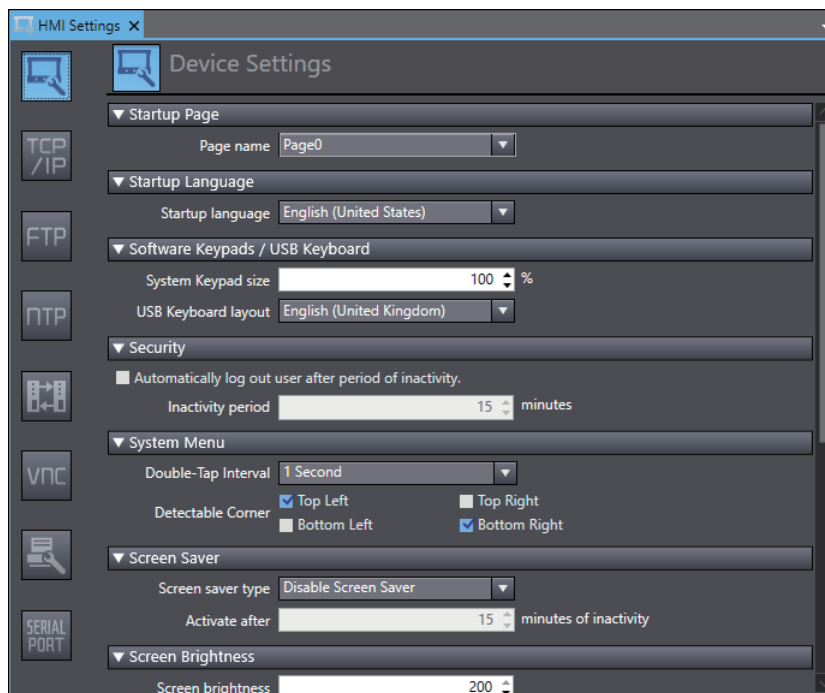 HMI Settings
Device Settings
TCP
/IP
FTP
NTP
VNC
SERIAL
PORT
Startup Page
Page name Page0
Startup Language
Startup language English (United States)
Software Keypads / USB Keyboard
System Keypad size 100 %
USB Keyboard layout English (United Kingdom)
Security
Automatically log out user after period of inactivity.
Inactivity period 15 minutes
System Menu
Double-Tap Interval 1 Second
Detectable Corner Top Left Top Right
Bottom Left Bottom Right
Screen Saver
Screen saver type Disable Screen Saver
Activate after 15 minutes of inactivity
Screen Brightness
Screen brightness 200